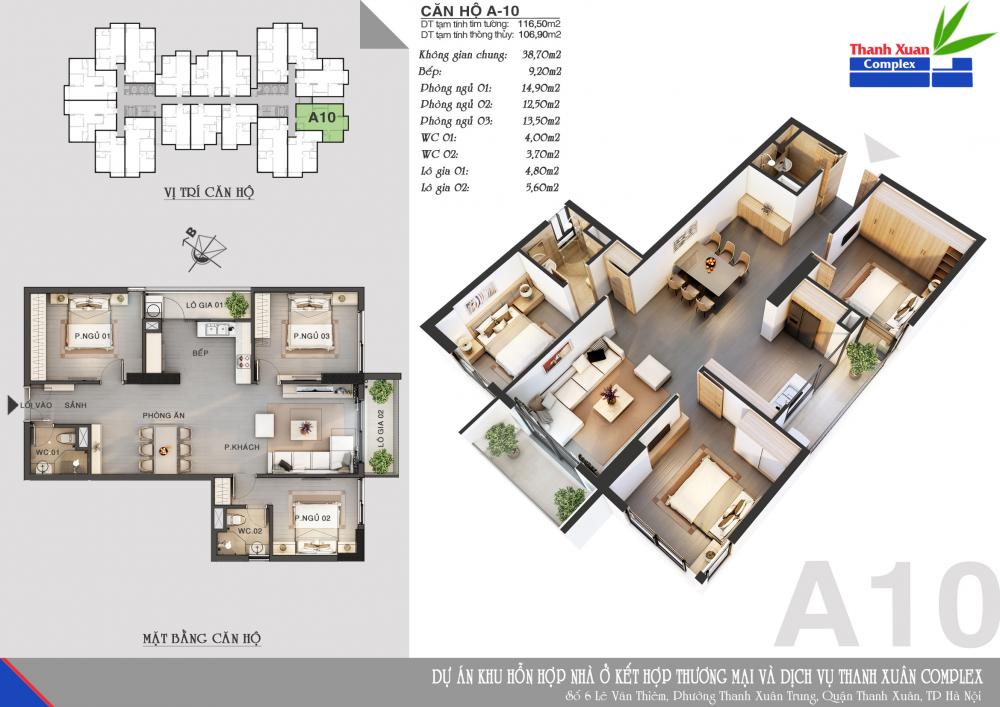 CĂN HỘ A-10
DT tạm tính tim tường: 116,50m2
DT tạm tính thông thủy: 106,90m2
Không gian chung: 38,70m2
Bếp: 9,20m2
Phòng ngủ 01: 14,90m2
Phòng ngủ 02: 12,50m2
Phòng ngủ 03: 13,50m2
WC 01: 4,00m2
WC 02: 3,70m2
Lô gia 01: 4,80m2
Lô gia 02: 5,60m2
Thanh Xuan
Complex
A10
VỊ TRÍ CĂN HỘ
B
LÔ GIA 01
P.NGỦ 01
P.NGỦ 03
BẾP
LỐI VÀO SẢNH
PHÒNG ĂN
LÔ GIA 02
P.KHÁCH
WC.01
P.NGỦ 02
WC.02
MẶT BẰNG CĂN HỘ
A10
DỰ ÁN KHU HỖN HỢP NHÀ Ở KẾT HỢP THƯƠNG MẠI VÀ DỊCH VỤ THANH XUÂN COMPLEX
Số 6 Lê Văn Thiêm, Phường Thanh Xuân Trung, Quận Thanh Xuân, TP Hà Nội